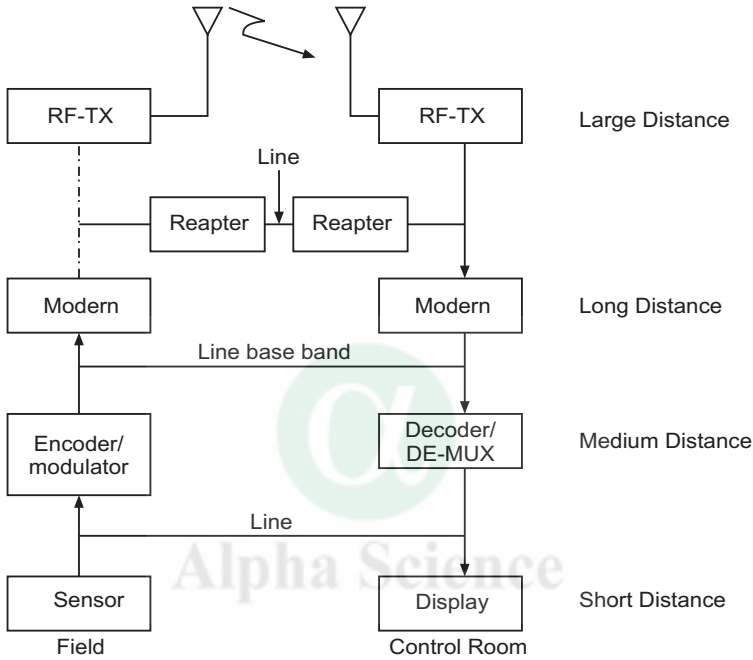 RF-TX
RF-TX
Large Distance
Line
Reapter
Reapter
Modern
Modern
Long Distance
Line base band
Encoder/
modulator
Decoder/
DE-MUX
Medium Distance
Line
Alpha Science
Sensor
Display
Short Distance
Field
Control Room